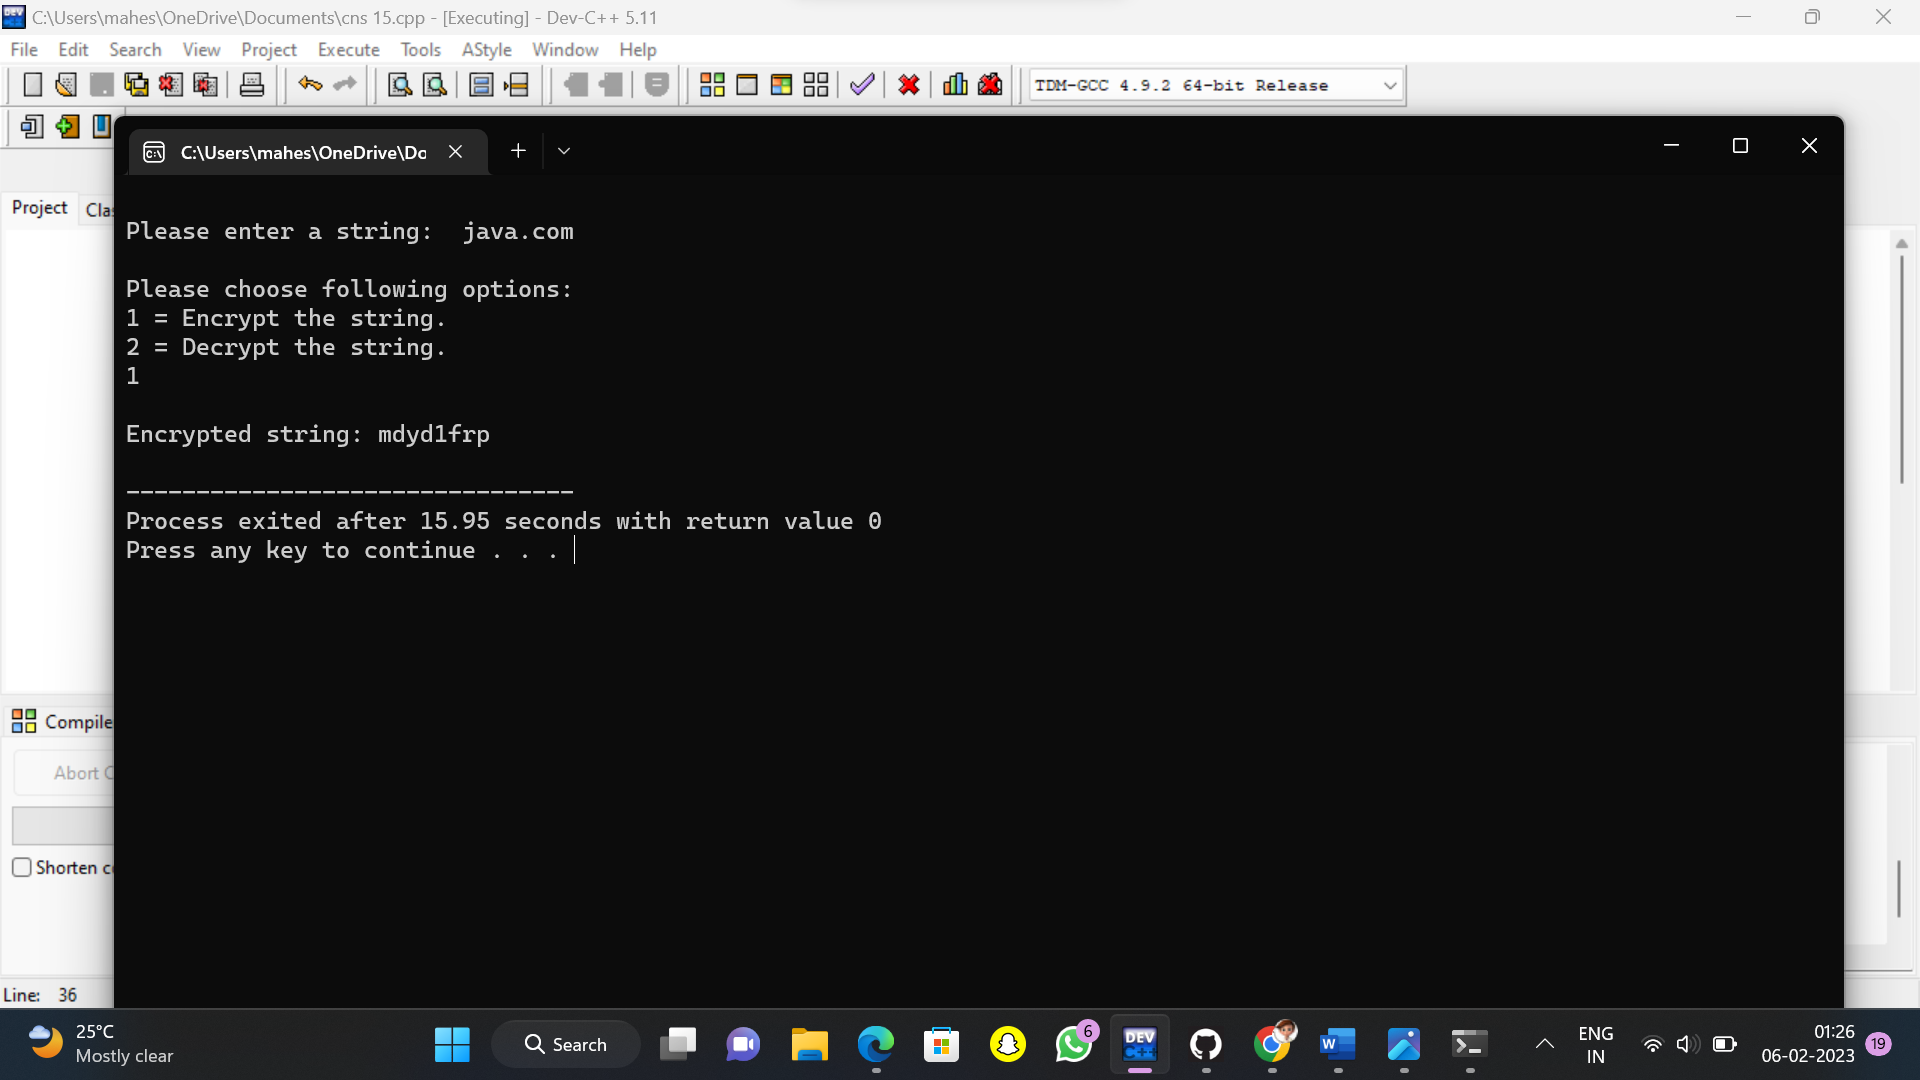 C:\Users\mahes\OneDrive\Documents\cns 15.cpp - [Executing] - Dev-C++ 5.11
File Edit Search View Project Execute Tools AStyle Window Help
TDM-GCC 4.9.2 64-bit Release
C:\Users\mahes\OneDrive\Do
Project Clas
Please enter a string:  java.com
Please choose following options:
1 = Encrypt the string.
2 = Decrypt the string.
1
Encrypted string: mdyd1frp
--------------------------------
Process exited after 15.95 seconds with return value 0
Press any key to continue . . .
Compile
Abort C
Shorten c
Line: 36
25°C
Mostly clear
Search
6
DEV
C++
W
ENG
IN
01:26
06-02-2023
19